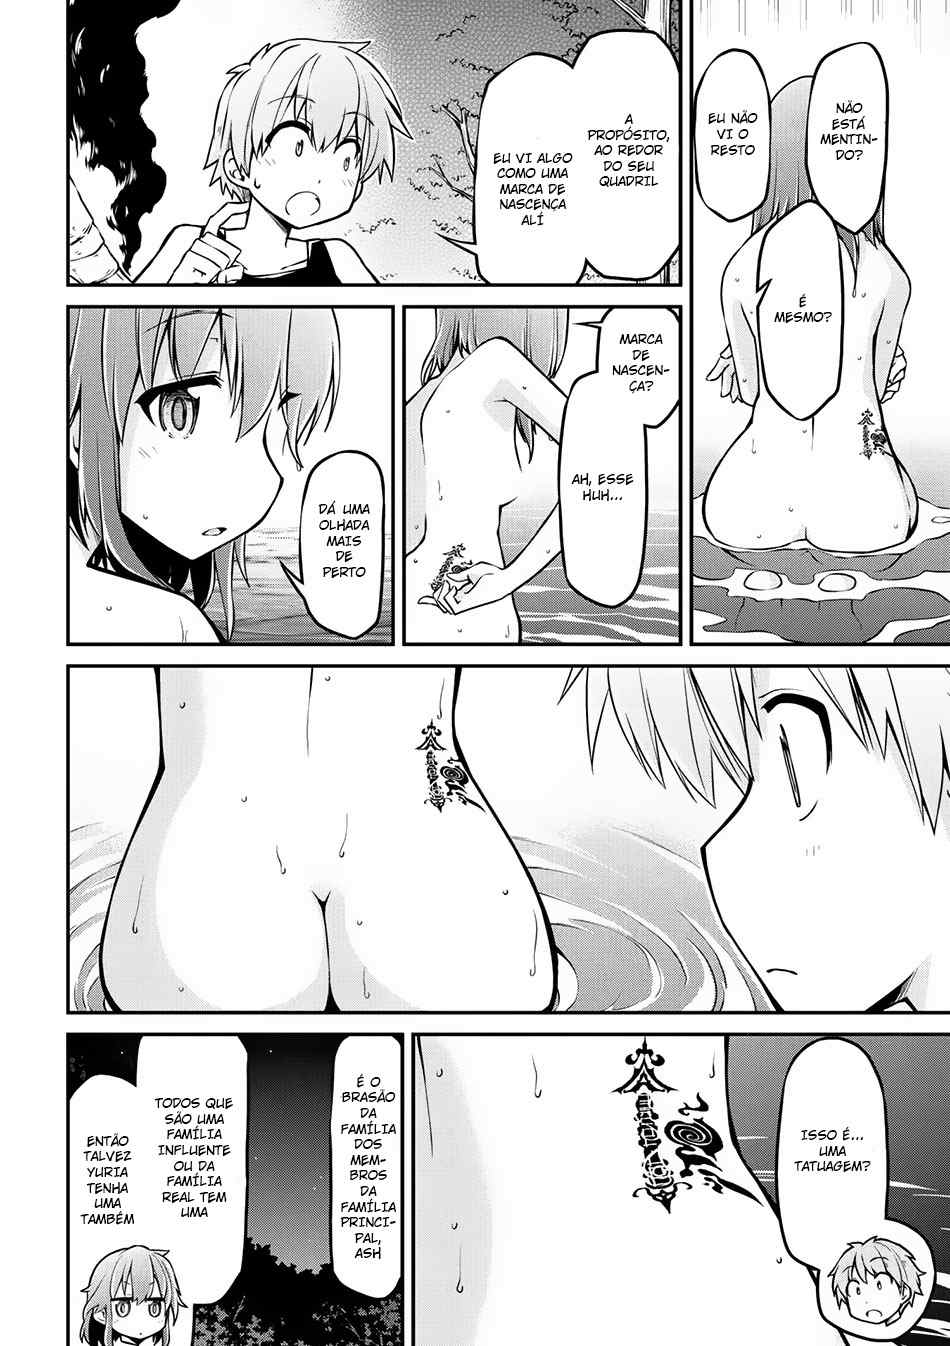 NÃO
ESTÁ
MENTIN-
DO?
EU NÃO
VI O
RESTO
É
MESMO?
A
PROPÓSITO,
AO REDOR
DO SEU
QUADRIL
EU VI ALGO
COMO UMA
MARCA DE
NASCENÇA
ALÍ
MARCA
DE
NASCEN-
ÇA?
AH, ESSE
HUH...
DÁ UMA
OLHADA
MAIS
DE
PERTO
ISSO É...
UMA
TATUAGEM?
É O
BRASÃO
DA
FAMÍLIA
DOS
MEM-
BROS
DA
FAMÍLIA
PRINCI-
PAL,
ASH
TODOS QUE
SÃO UMA
FAMÍLIA
INFLUENTE
OU DA
FAMÍLIA
REAL TEM
UMA
ENTÃO
TALVEZ
YURIA
TENHA
UMA
TAMBÉM